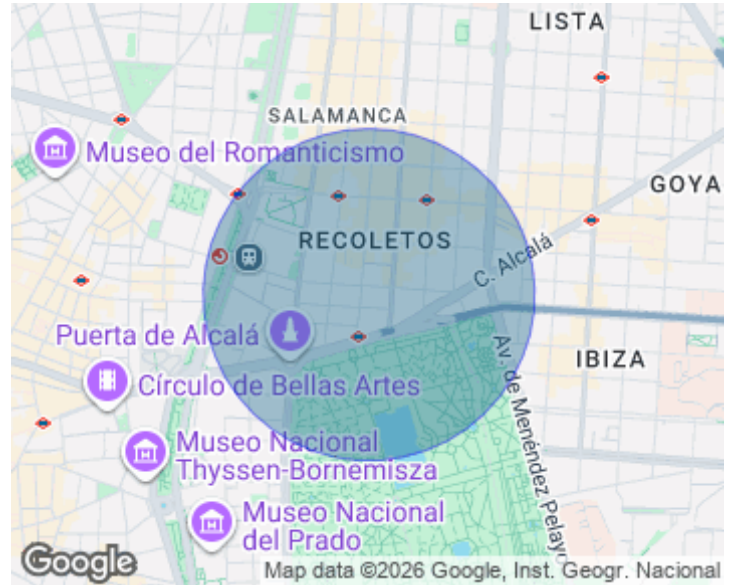 LISTA
SALAMANCA
Museo del Romanticismo
GOYA
RECOLETOS
C. Alcalá
Puerta de Alcalá
IBIZA
Círculo de Bellas Artes
Av. de Menéndez Pelayo
Museo Nacional
Thyssen-Bornemisza
Museo Nacional
del Prado
Google
Map data ©2026 Google, Inst. Geogr. Nacional